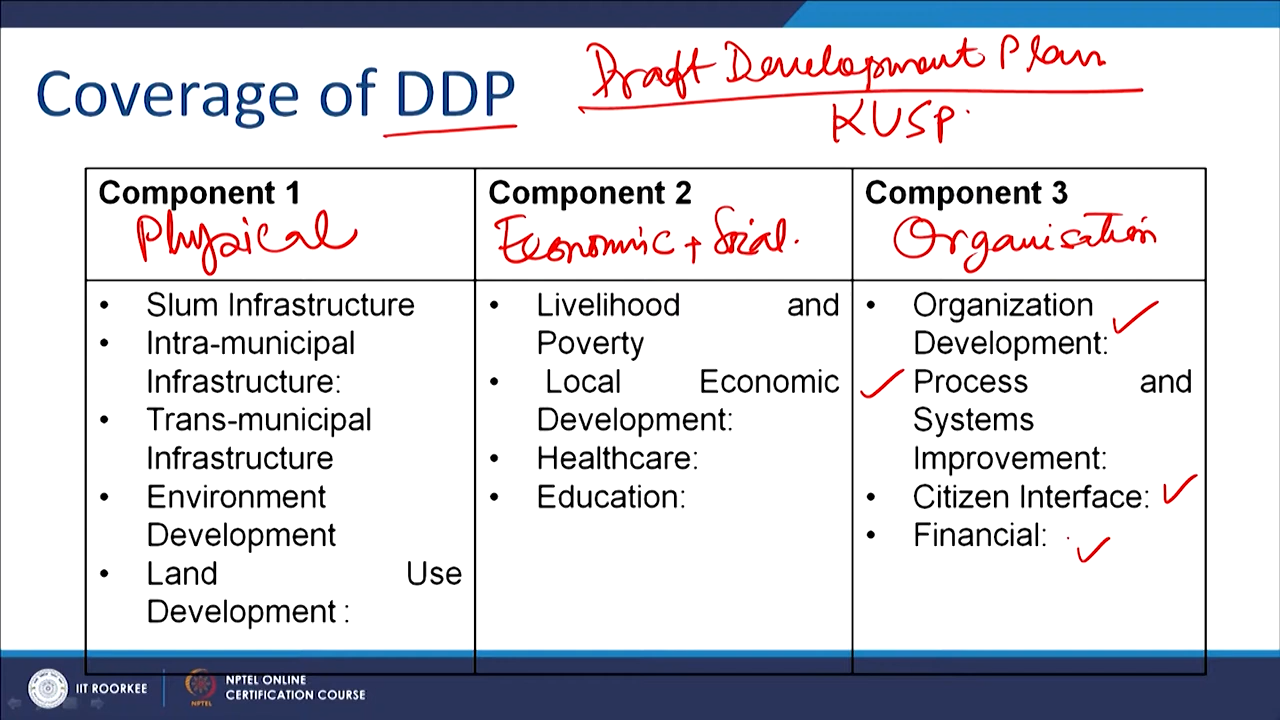 Draft Development Plan
Coverage of DDP
KUSP.
Component 1
Physical
Component 2
Economic + Social.
Component 3
Organisation
• Slum Infrastructure
• Intra-municipal
Infrastructure:
• Trans-municipal
Infrastructure
• Environment
Development
• Land Use
Development :
• Livelihood and
Poverty
• Local Economic
Development:
• Healthcare:
• Education:
• Organization
Development:
Process and
Systems
Improvement:
• Citizen Interface:
• Financial:
IIT ROORKEE
NPTEL
NPTEL ONLINE
CERTIFICATION COURSE